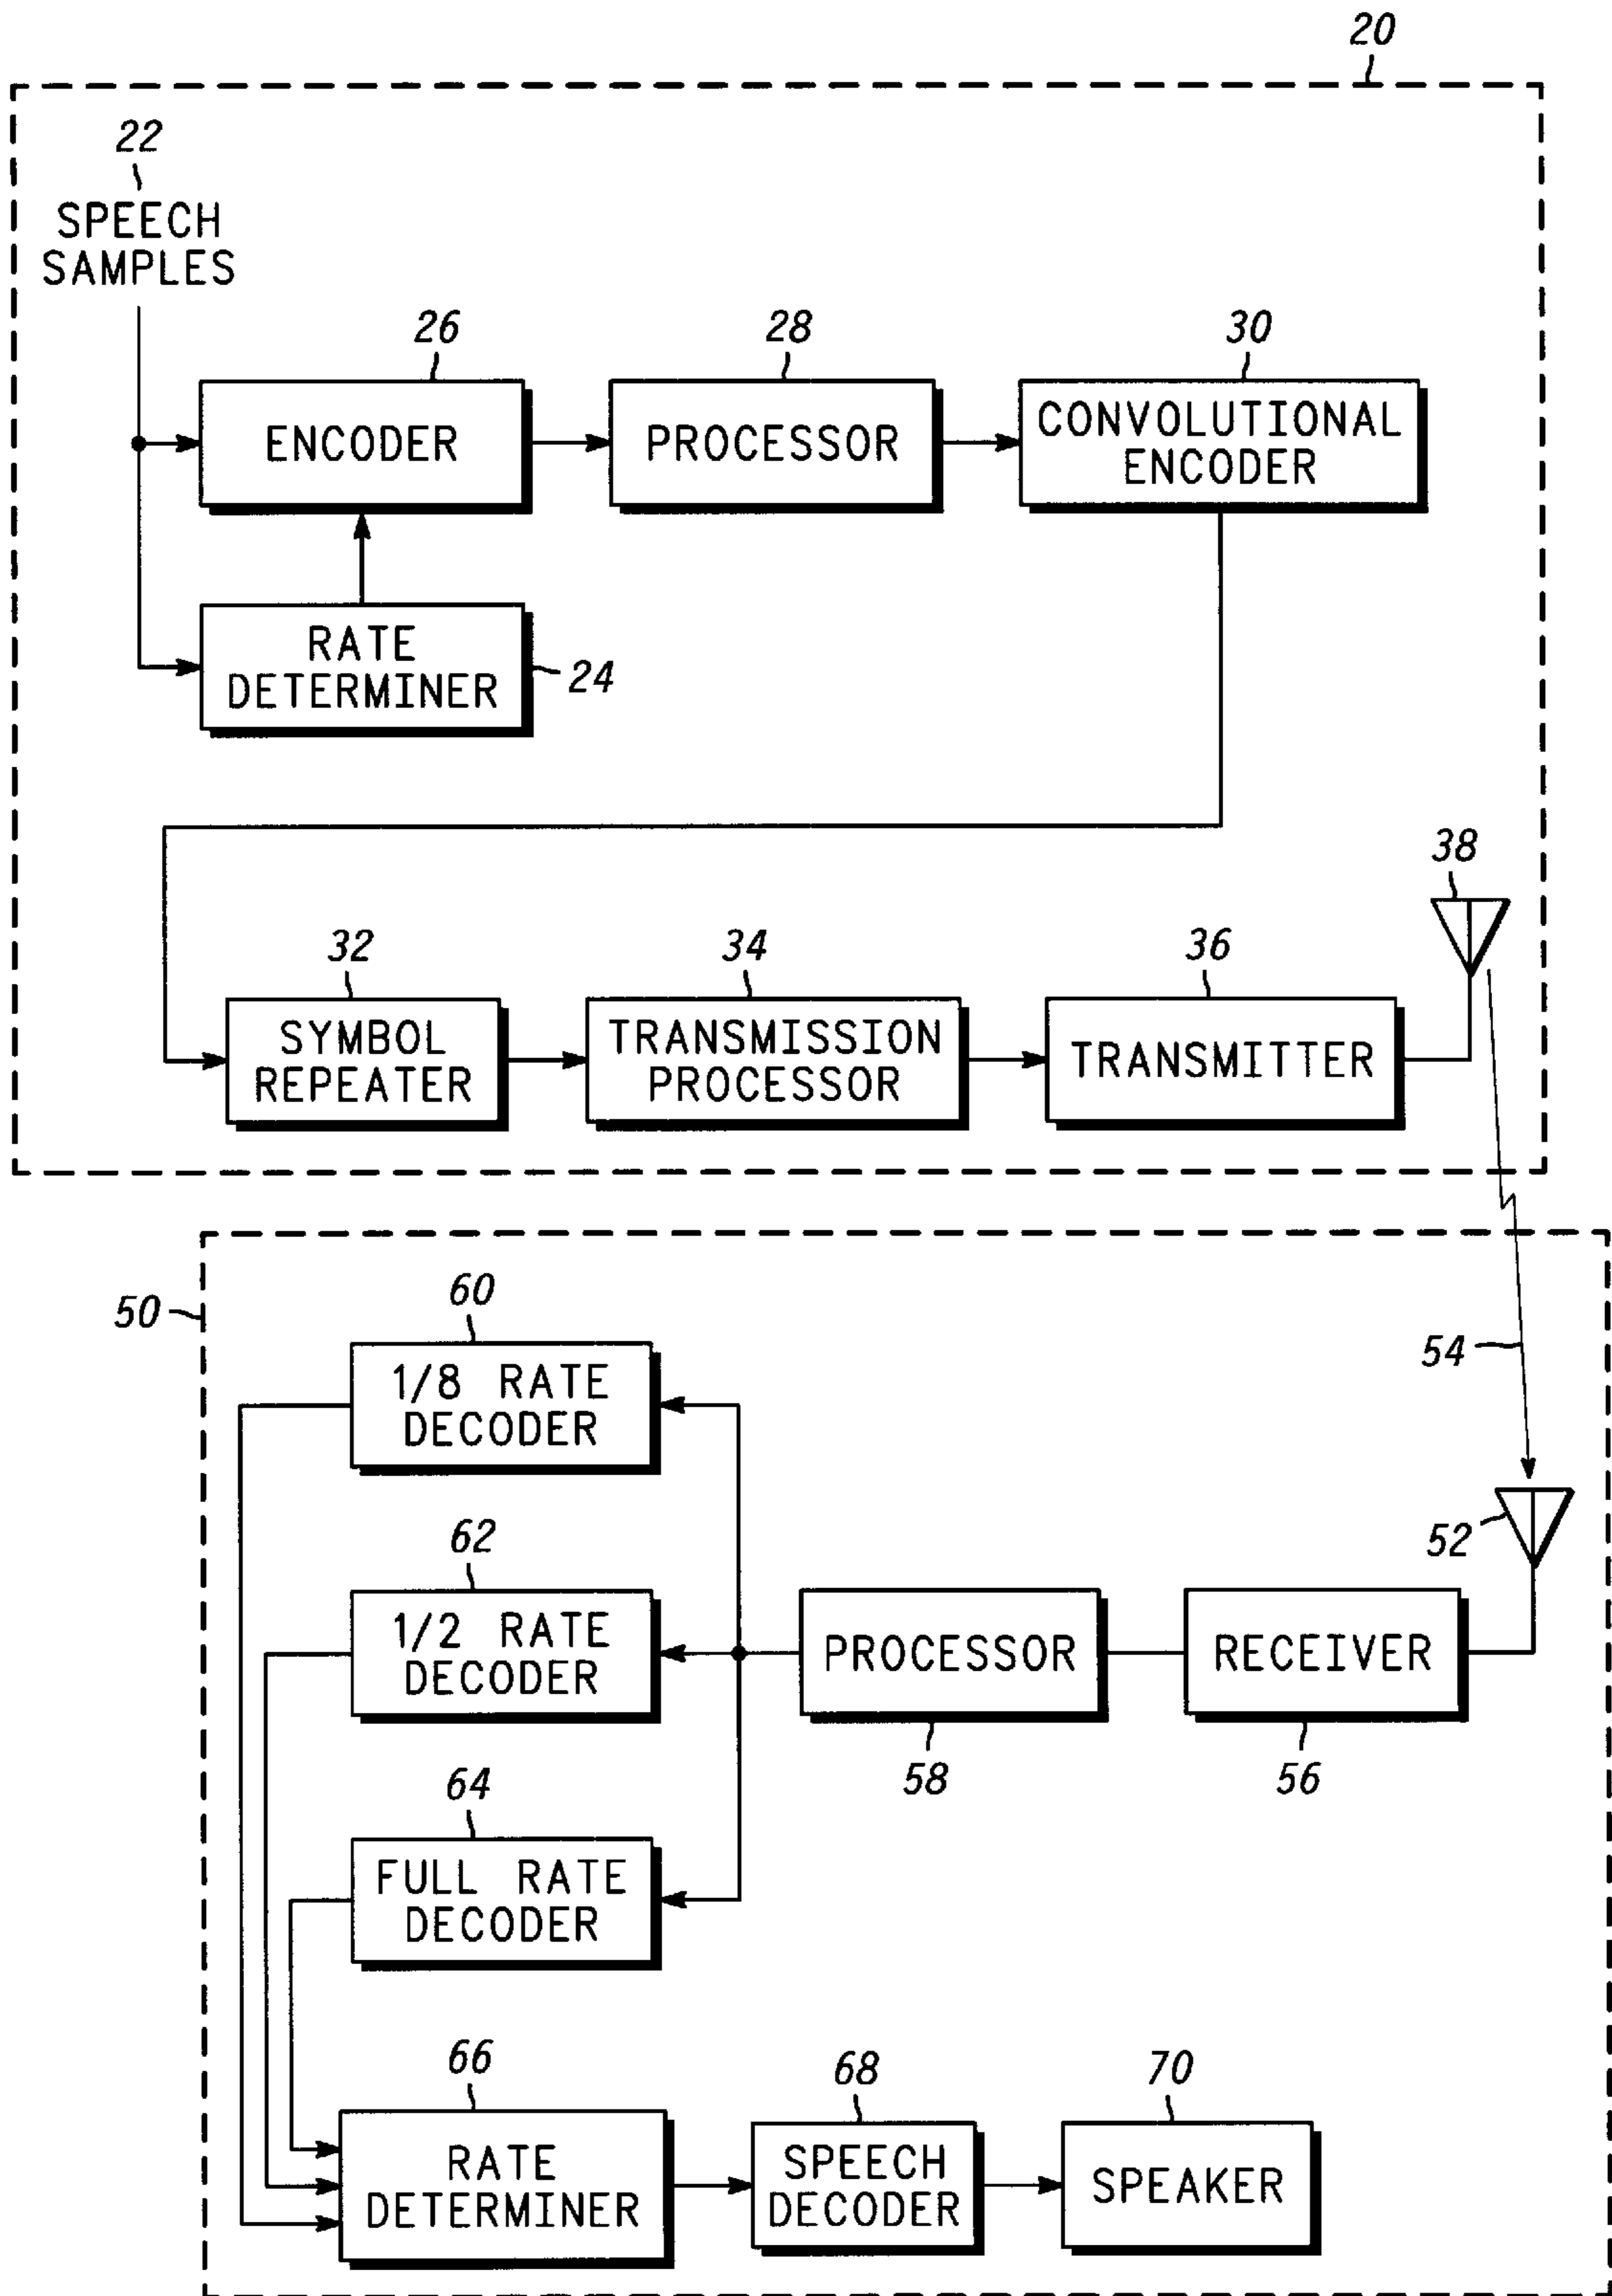 20
22
SPEECH
SAMPLES
26
28
30
ENCODER
PROCESSOR
CONVOLUTIONAL
ENCODER
RATE
DETERMINER
24
38
32
34
36
SYMBOL
REPEATER
TRANSMISSION
PROCESSOR
TRANSMITTER
50
60
1/8 RATE
DECODER
54
62
52
1/2 RATE
DECODER
PROCESSOR
RECEIVER
58
56
64
FULL RATE
DECODER
66
68
70
RATE
DETERMINER
SPEECH
DECODER
SPEAKER